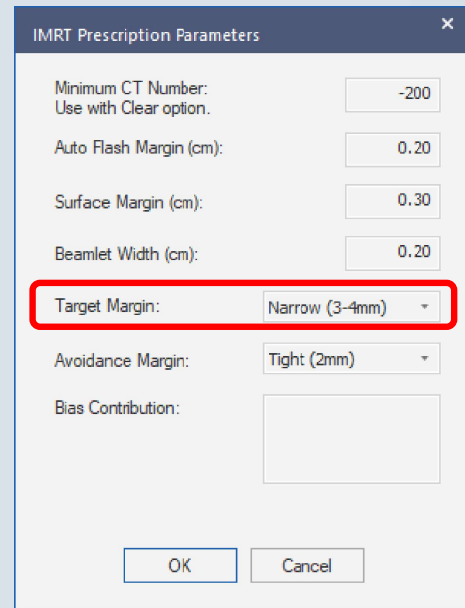 IMRT Prescription Parameters ×
Minimum CT Number:
Use with Clear option. -200
Auto Flash Margin (cm): 0.20
Surface Margin (cm): 0.30
Beamlet Width (cm): 0.20
Target Margin: Narrow (3-4mm)
Avoidance Margin: Tight (2mm)
Bias Contribution:
OK Cancel